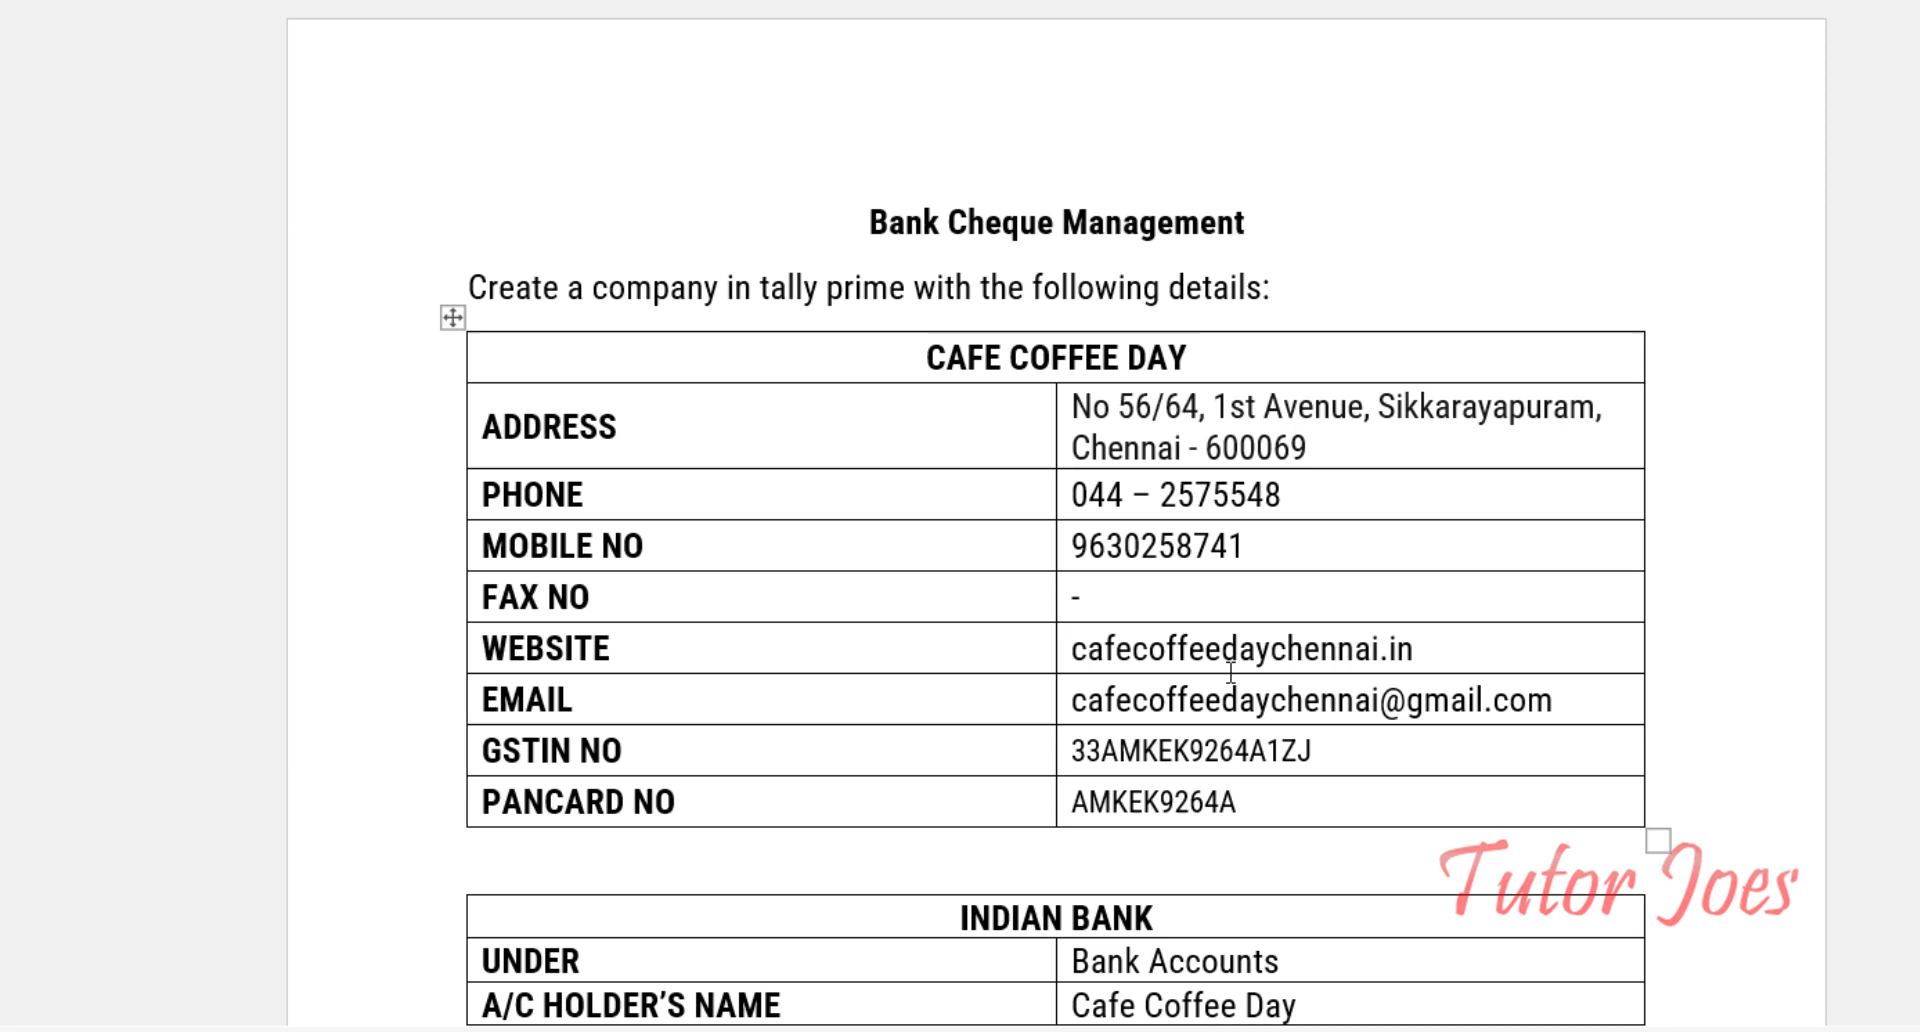 Bank Cheque Management
Create a company in tally prime with the following details:
CAFE COFFEE DAY
ADDRESS
No 56/64, 1st Avenue, Sikkarayapuram,
Chennai - 600069
PHONE
044 – 2575548
MOBILE NO
9630258741
FAX NO
-
WEBSITE
cafecoffeedaychennai.in
EMAIL
cafecoffeedaychennai@gmail.com
GSTIN NO
33AMKEK9264A1ZJ
PANCARD NO
AMKEK9264A
Tutor Joes
INDIAN BANK
UNDER
Bank Accounts
A/C HOLDER’S NAME
Cafe Coffee Day